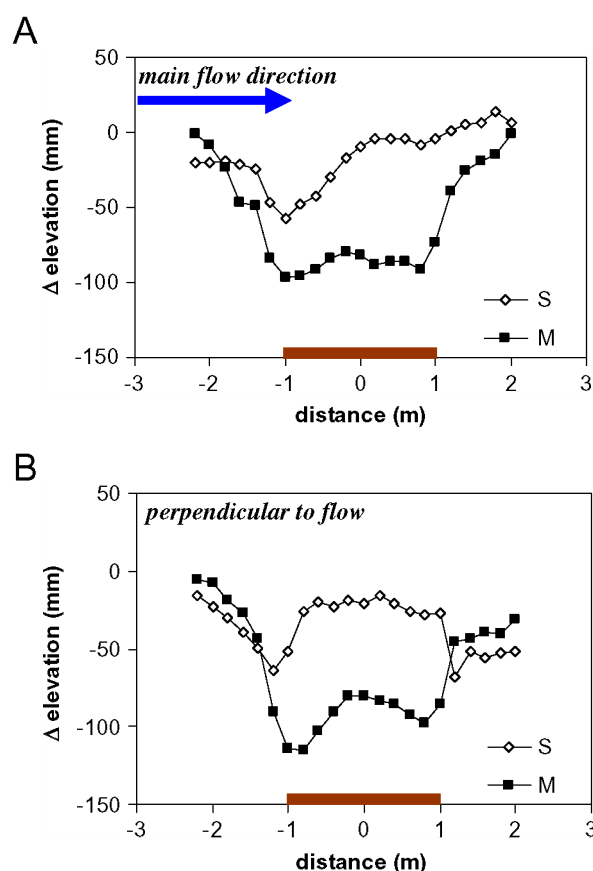 A
main flow direction
50
0
-50
-100
-150
Δ elevation (mm)
S
M
-3 -2 -1 0 1 2 3
distance (m)
B
perpendicular to flow
50
0
-50
-100
-150
Δ elevation (mm)
S
M
-3 -2 -1 0 1 2 3
distance (m)